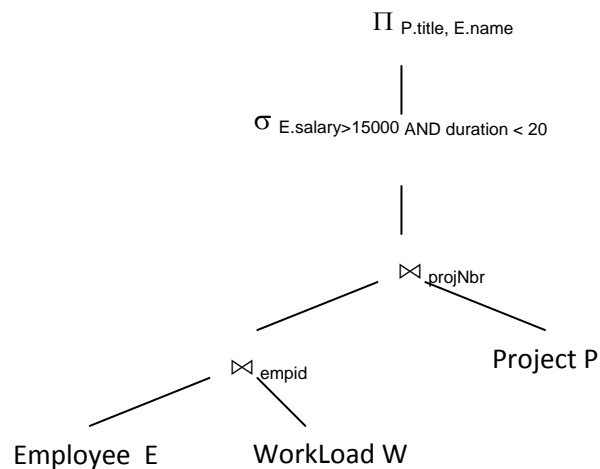 Π P.title, E.name
σ E.salary>15000 AND duration < 20
⋈ projNbr
Project P
⋈ empid
Employee E
WorkLoad W